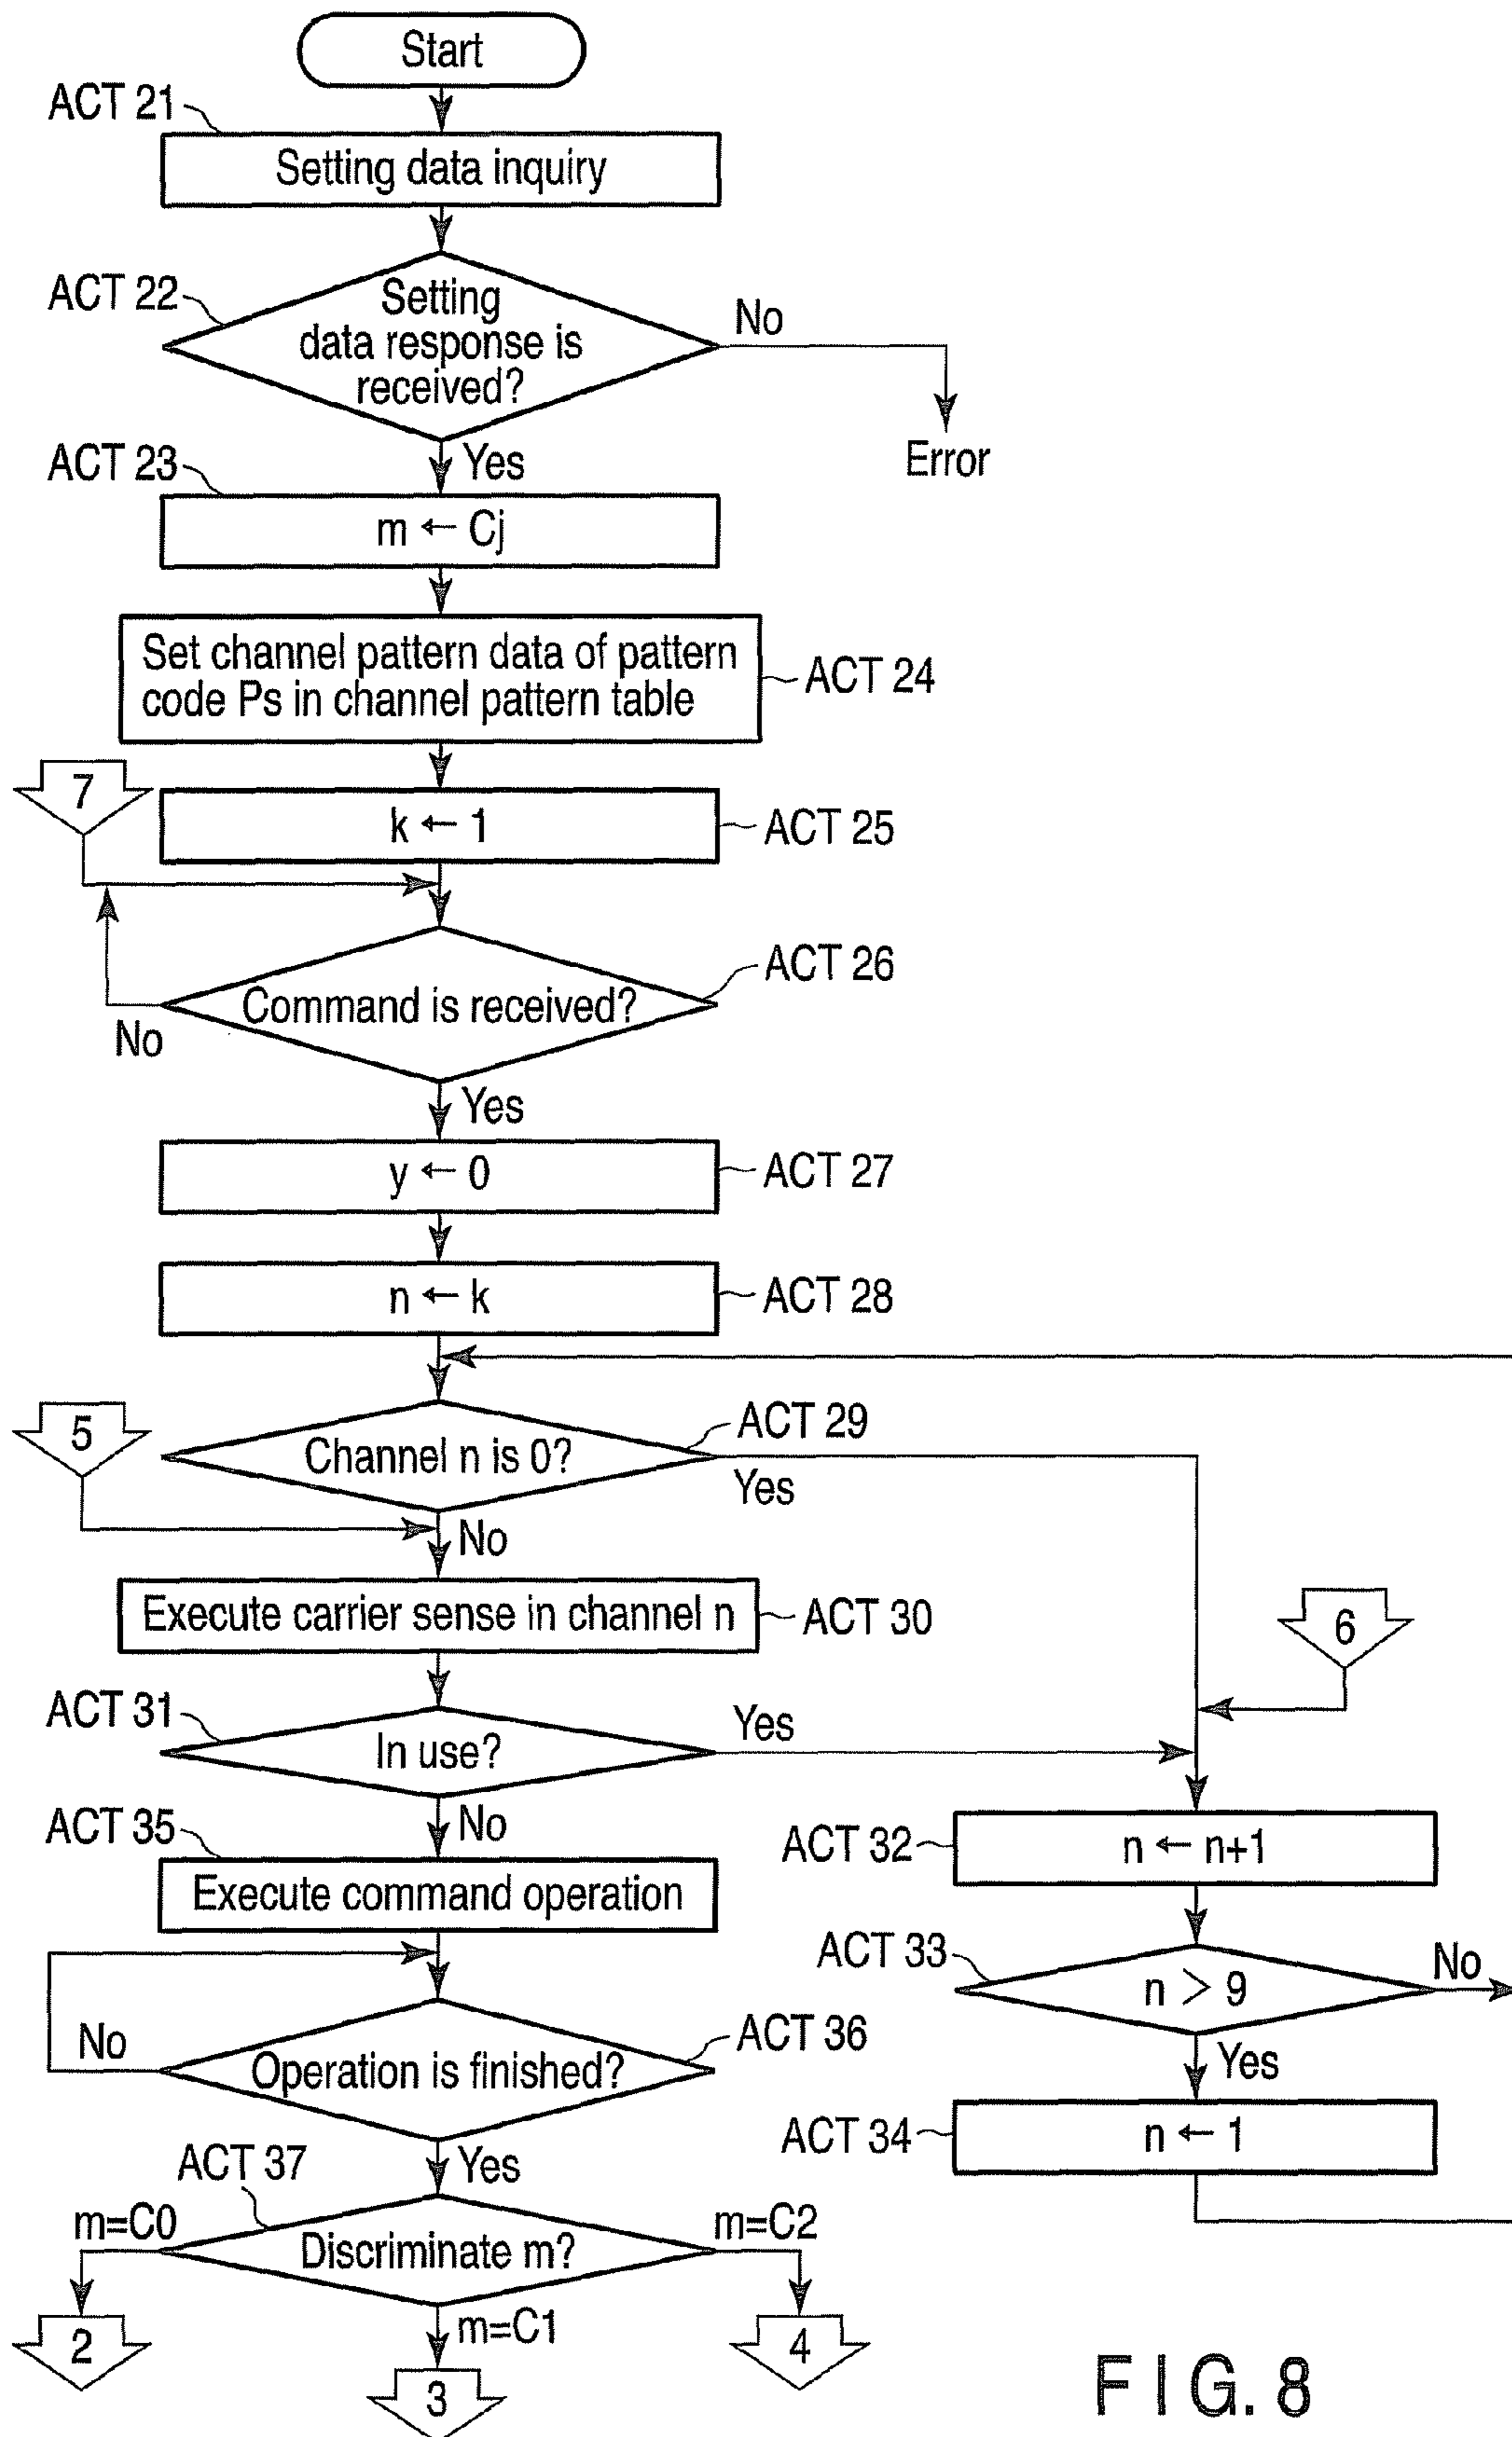 Start
ACT 21
Setting data inquiry
ACT 22
Setting
data response is
received?
No
Error
Yes
ACT 23
m ← Cj
Set channel pattern data of pattern
code Ps in channel pattern table
ACT 24
7
k ← 1
ACT 25
ACT 26
Command is received?
No
Yes
y ← 0
ACT 27
n ← k
ACT 28
5
ACT 29
Channel n is 0?
Yes
No
Execute carrier sense in channel n
ACT 30
6
ACT 31
In use?
Yes
No
ACT 35
Execute command operation
ACT 32
n ← n+1
ACT 33
n > 9
No
Yes
ACT 34
n ← 1
ACT 36
Operation is finished?
No
Yes
ACT 37
Discriminate m?
m=C0
m=C2
m=C1
2
3
4
FIG. 8